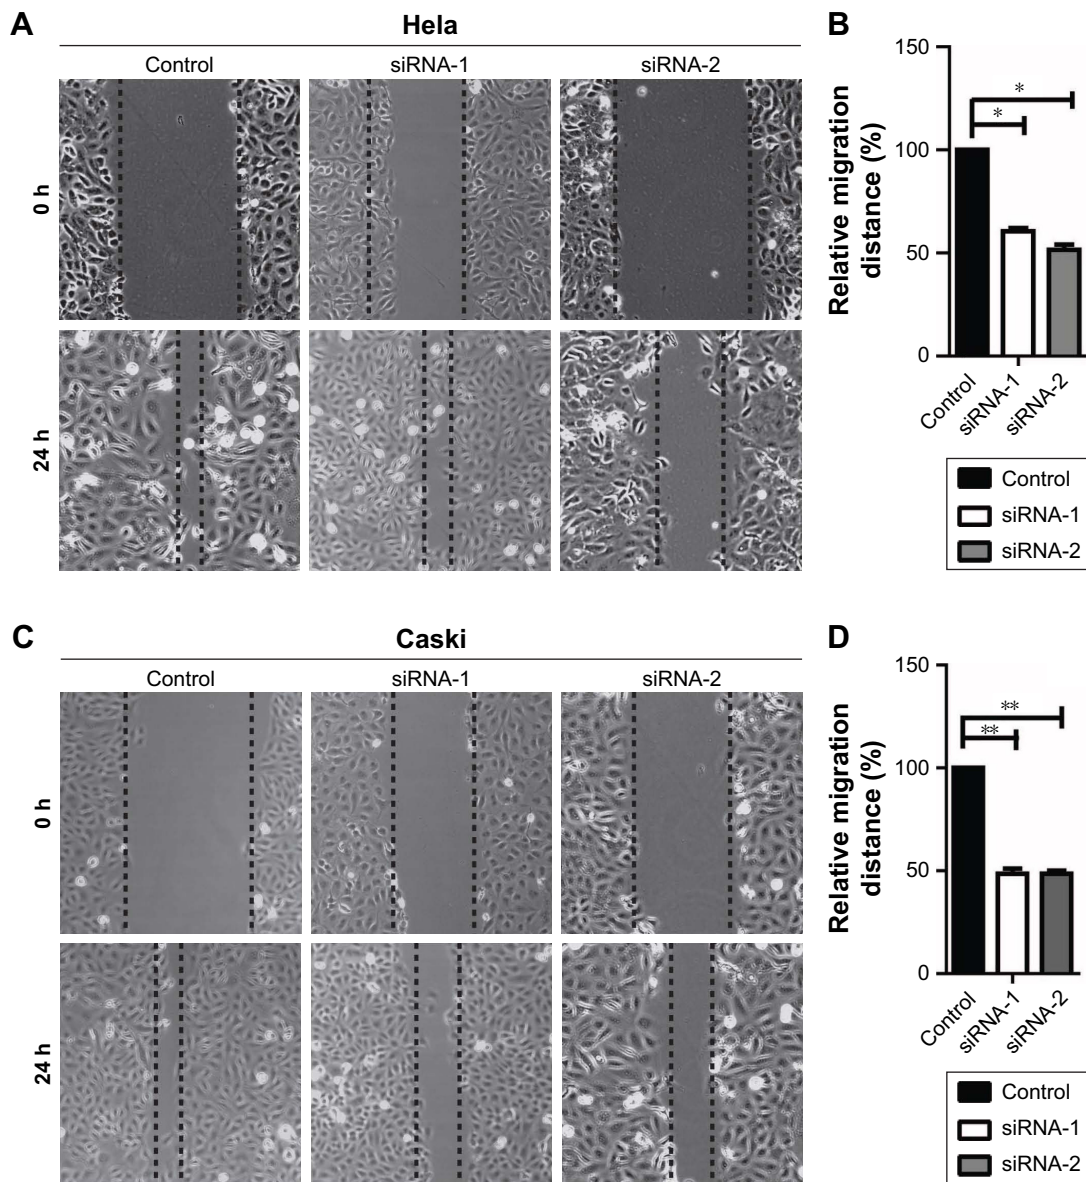 A
Hela
Control
siRNA-1
siRNA-2
0 h
24 h
B
150
100
50
0
Relative migration
distance (%)
*
*
Control
siRNA-1
siRNA-2
Control
siRNA-1
siRNA-2
C
Caski
Control
siRNA-1
siRNA-2
0 h
24 h
D
150
100
50
0
Relative migration
distance (%)
**
**
Control
siRNA-1
siRNA-2
Control
siRNA-1
siRNA-2